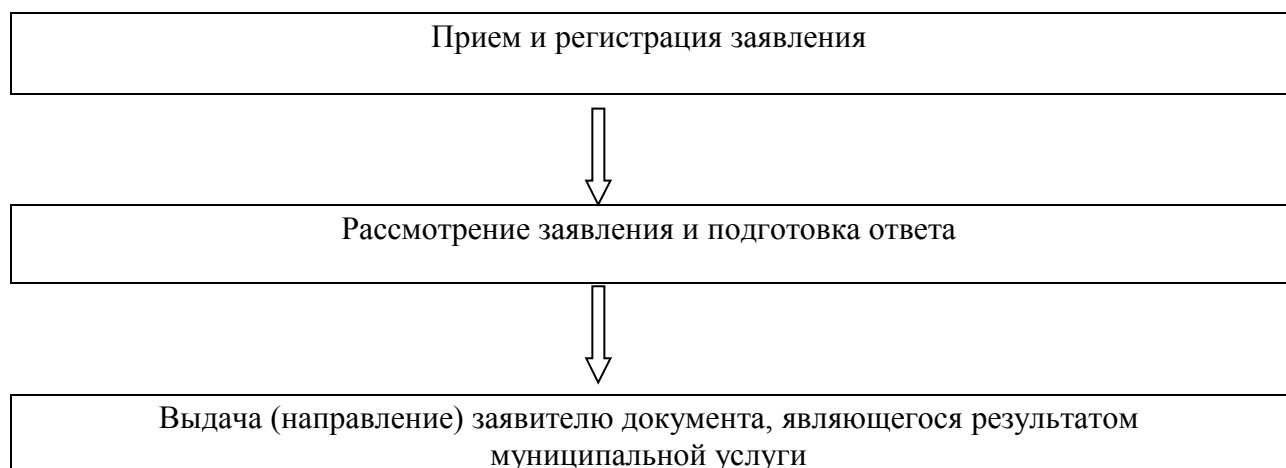 Прием и регистрация заявления
Рассмотрение заявления и подготовка ответа
Выдача (направление) заявителю документа, являющегося результатом
муниципальной услуги